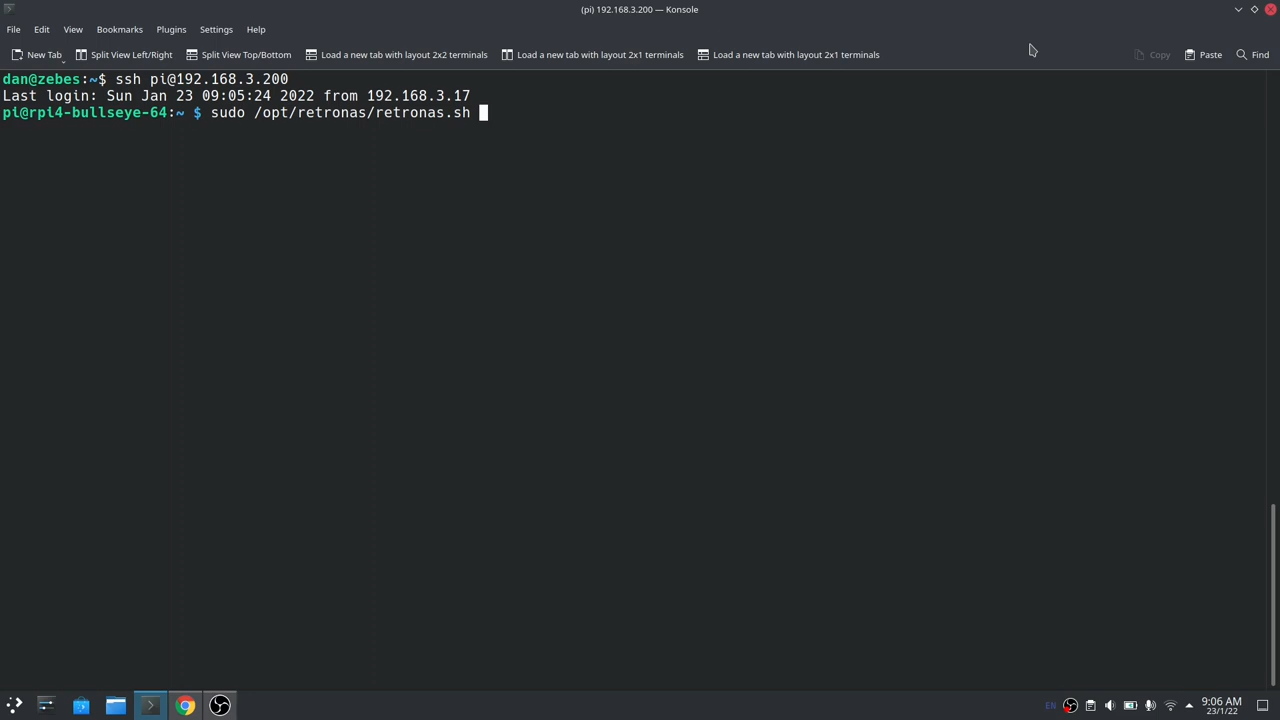 (pi) 192.168.3.200 — Konsole
File Edit View Bookmarks Plugins Settings Help
New Tab Split View Left/Right Split View Top/Bottom Load a new tab with layout 2x2 terminals Load a new tab with layout 2x1 terminals Load a new tab with layout 2x1 terminals Copy Paste Find
dan@zebes:~$ ssh pi@192.168.3.200
Last login: Sun Jan 23 09:05:24 2022 from 192.168.3.17
pi@rpi4-bullseye-64:~ $ sudo /opt/retronas/retronas.sh
EN 9:06 AM
23/1/22